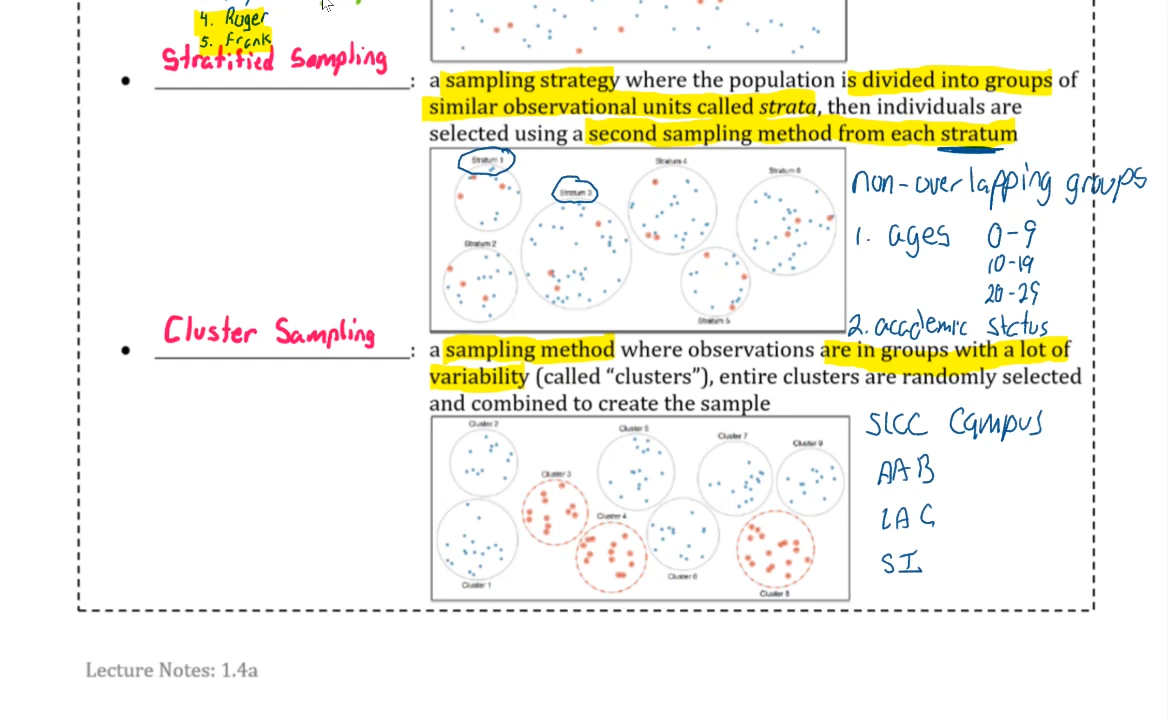 4. Roger
5. Frank
Stratified Sampling
• : a sampling strategy where the population is divided into groups of
similar observational units called strata, then individuals are
selected using a second sampling method from each stratum
Stratum 1
Stratum 2
Stratum 3
Stratum 4
Stratum 5
Stratum 6
non-overlapping groups
1. ages 0-9
10-19
20-29
2. academic status
Cluster Sampling
• : a sampling method where observations are in groups with a lot of
variability (called “clusters”), entire clusters are randomly selected
and combined to create the sample
Cluster 2
Cluster 5
Cluster 7
Cluster 9
Cluster 3
Cluster 4
Cluster 6
Cluster 1
Cluster 8
SLCC Campus
AAB
LAC
SI
Lecture Notes: 1.4a